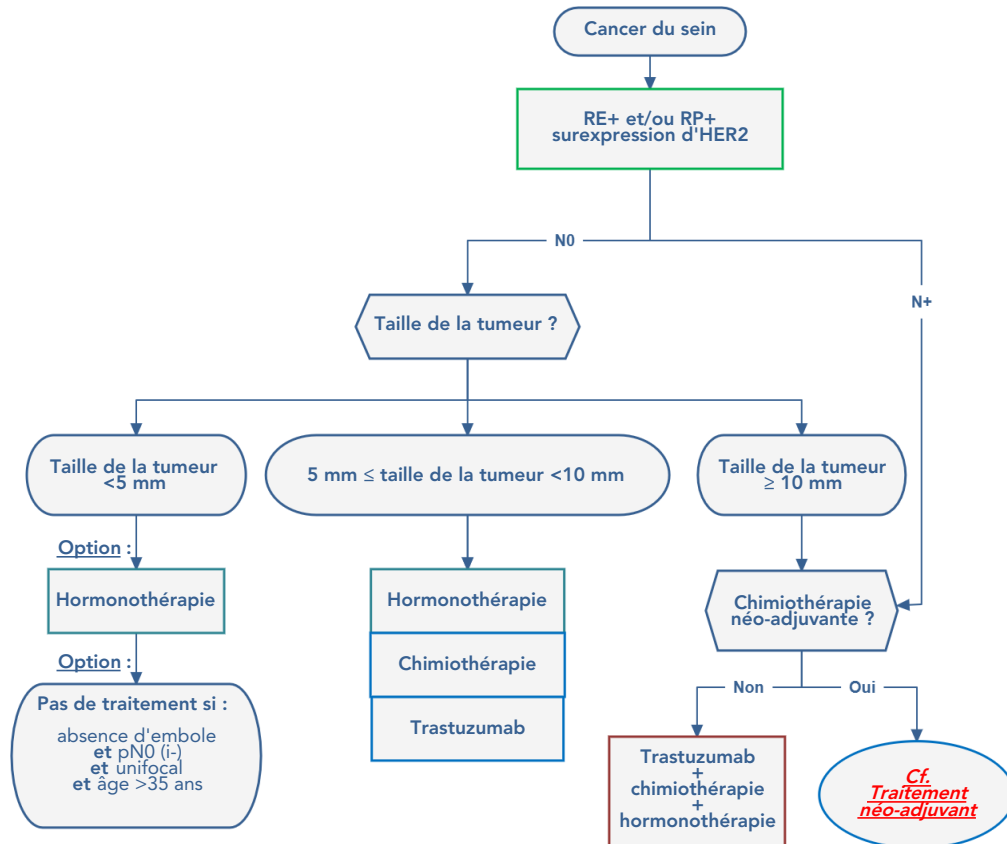 Cancer du sein
RE+ et/ou RP+
surexpression d'HER2
N0
N+
Taille de la tumeur ?
Taille de la tumeur
<5 mm
5 mm ≤ taille de la tumeur <10 mm
Taille de la tumeur
≥ 10 mm
Option :
Hormonothérapie
Option :
Pas de traitement si :
absence d'embole
et pN0 (i-)
et unifocal
et âge >35 ans
Hormonothérapie
Chimiothérapie
Trastuzumab
Chimiothérapie
néo-adjuvante ?
Non
Oui
Trastuzumab
+
chimiothérapie
+
hormonothérapie
Cf.
Traitement
néo-adjuvant